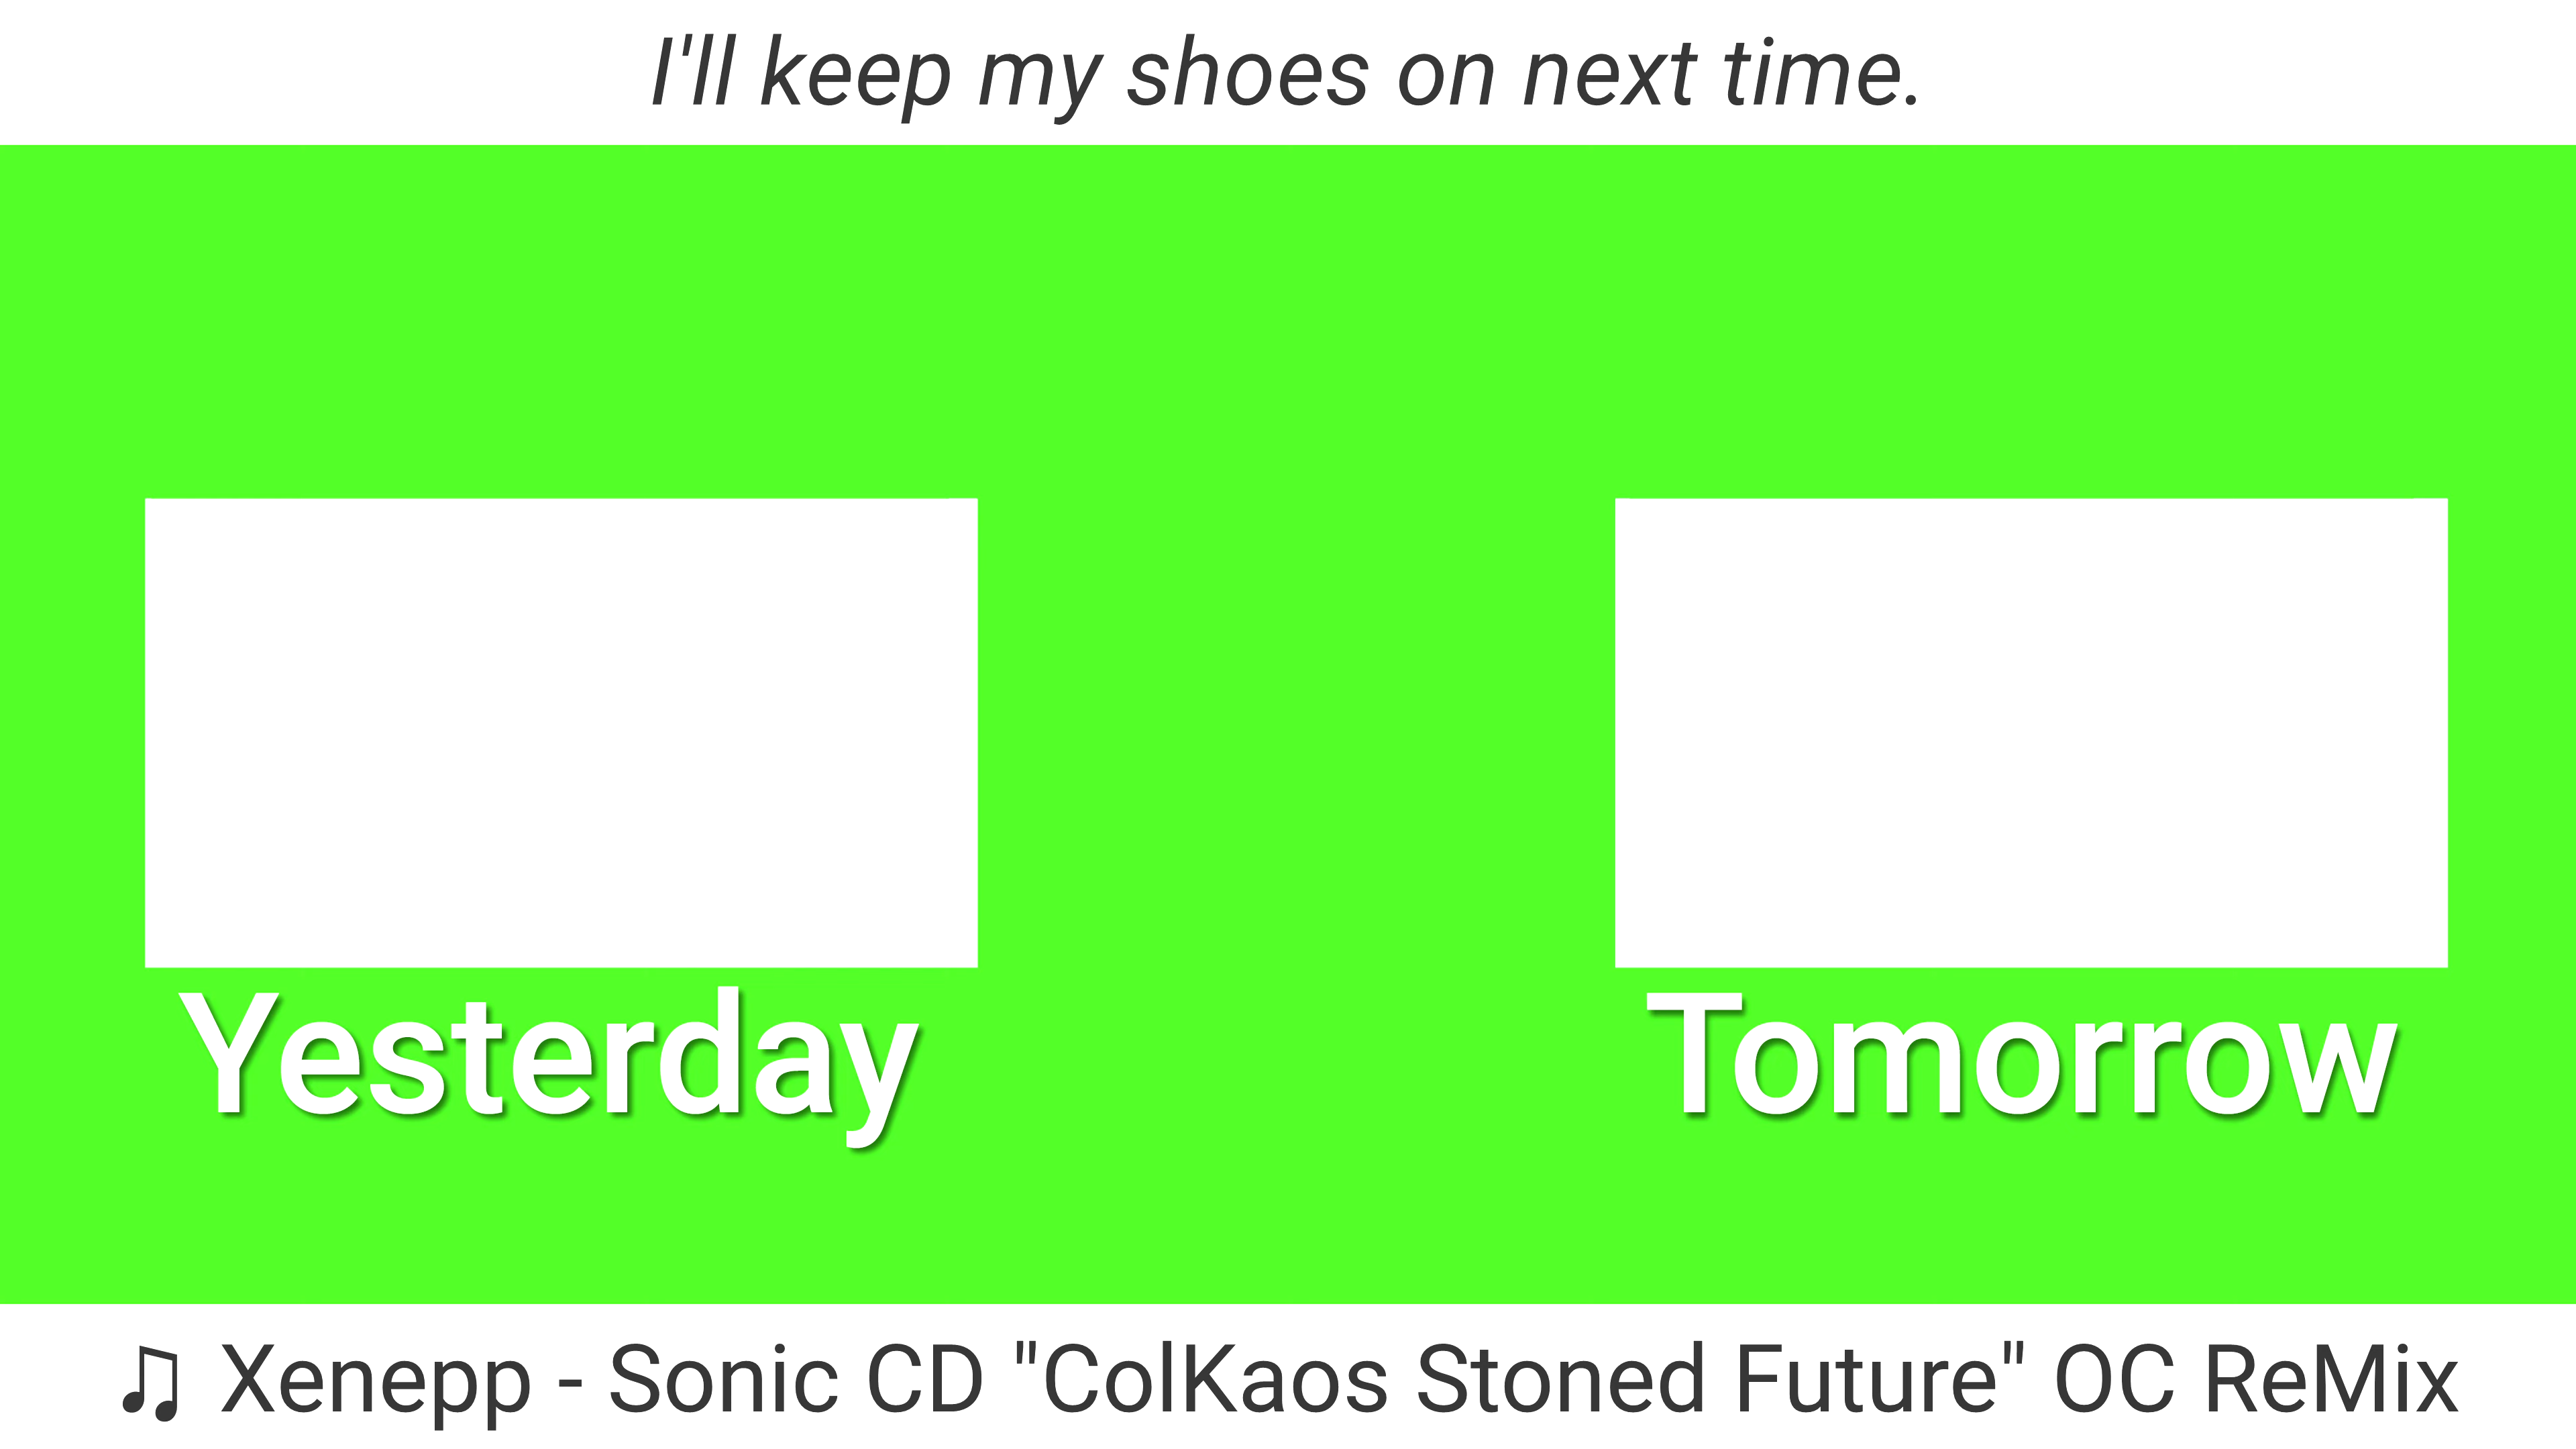 I'll keep my shoes on next time.
Yesterday
Tomorrow
♫ Xenepp - Sonic CD "ColKaos Stoned Future" OC ReMix